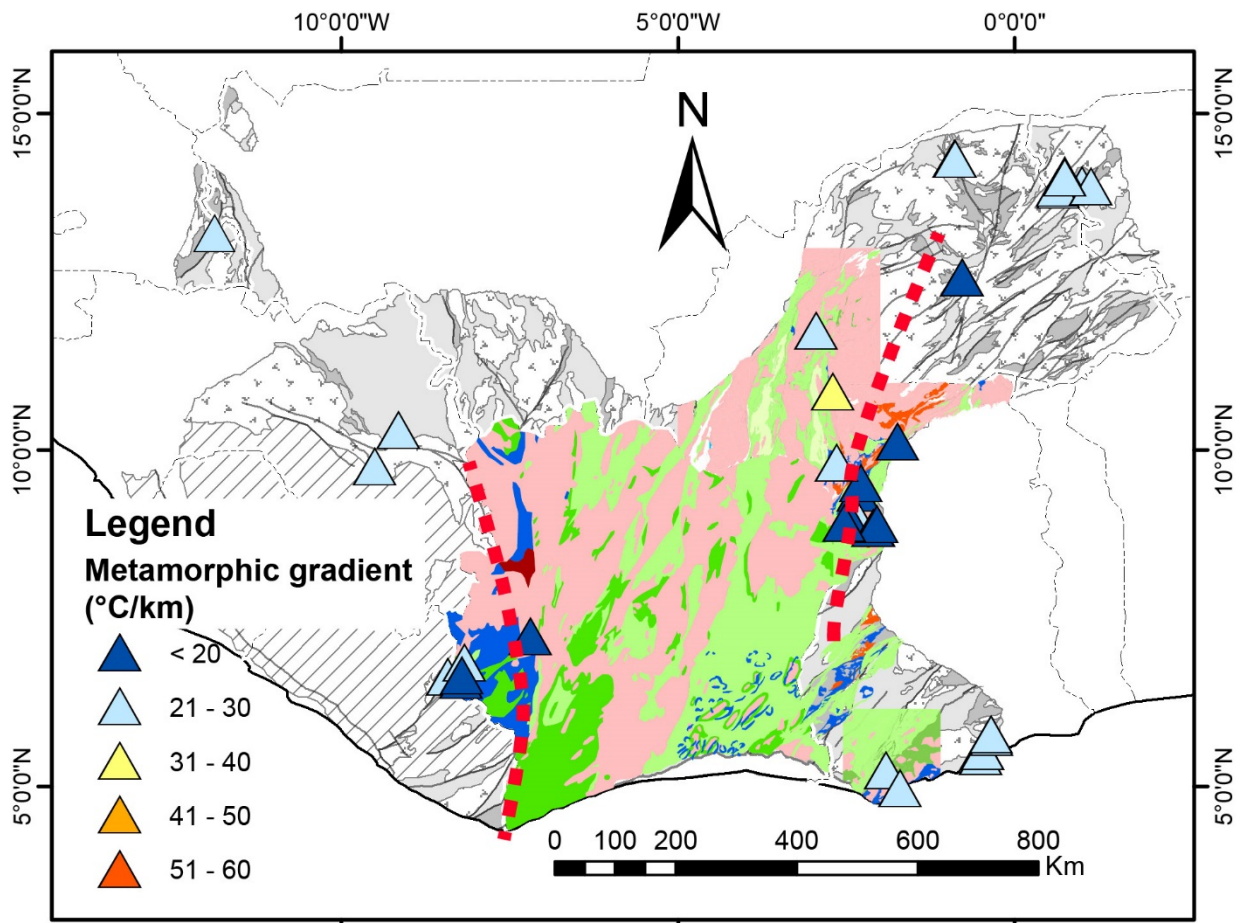 10°0'0"W 5°0'0"W 0°0'0"
15°0'0"N 15°0'0"N
N
10°0'0"N 10°0'0"N
Legend
Metamorphic gradient
(°C/km)
< 20
21 - 30
31 - 40
41 - 50
51 - 60
5°0'0"N 5°0'0"N
0 100 200 400 600 800
Km